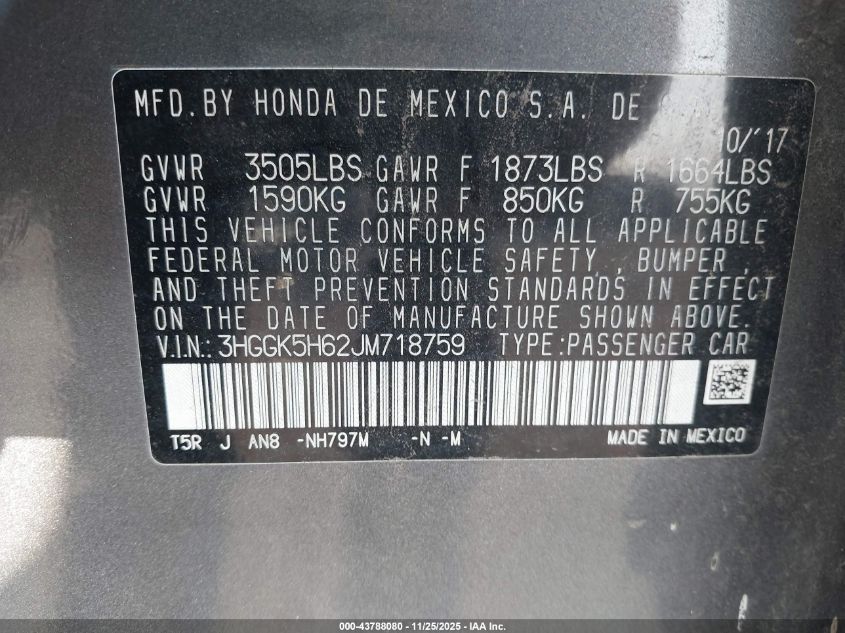 MFD.BY HONDA DE MEXICO S.A. DE
10/'17
GVWR 3505LBS GAWR F 1873LBS R 1664LBS
GVWR 1590KG GAWR F 850KG R 755KG
THIS VEHICLE CONFORMS TO ALL APPLICABLE
FEDERAL MOTOR VEHICLE SAFETY, BUMPER,
AND THEFT PREVENTION STANDARDS IN EFFECT
ON THE DATE OF MANUFACTURE SHOWN ABOVE.
V.I.N.: 3HGGK5H62JM718759 TYPE:PASSENGER CAR
T5R J AN8 -NH797M -N -M MADE IN MEXICO
000-43788080 - 11/25/2025 - IAA Inc.